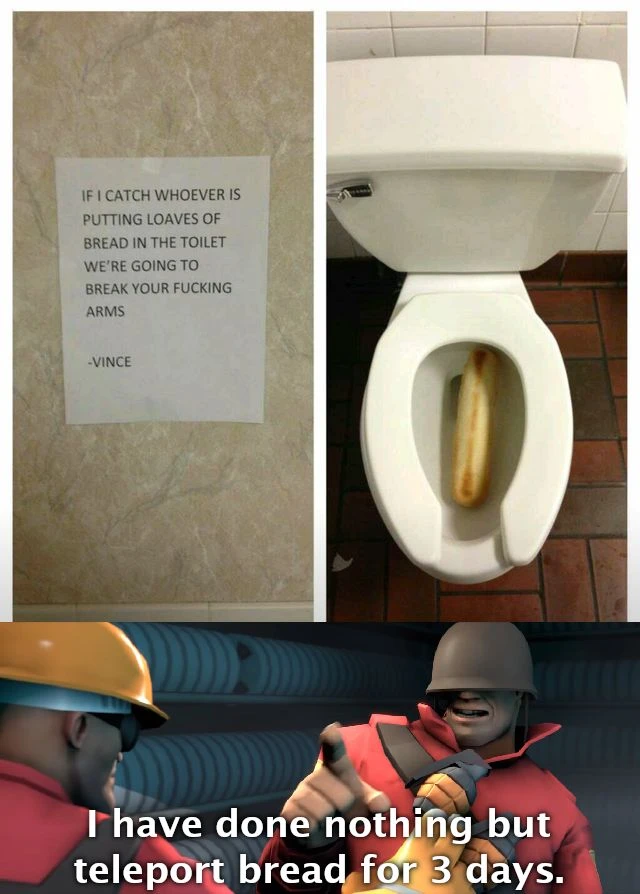 IF I CATCH WHOEVER IS
PUTTING LOAVES OF
BREAD IN THE TOILET
WE'RE GOING TO
BREAK YOUR FUCKING
ARMS
-VINCE
I have done nothing but
teleport bread for 3 days.